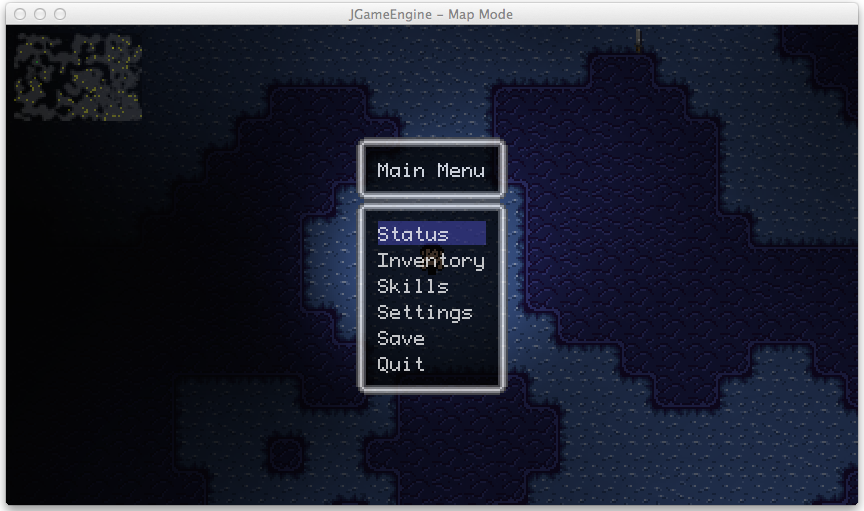 JGameEngine – Map Mode
Main Menu
Status
Inventory
Skills
Settings
Save
Quit